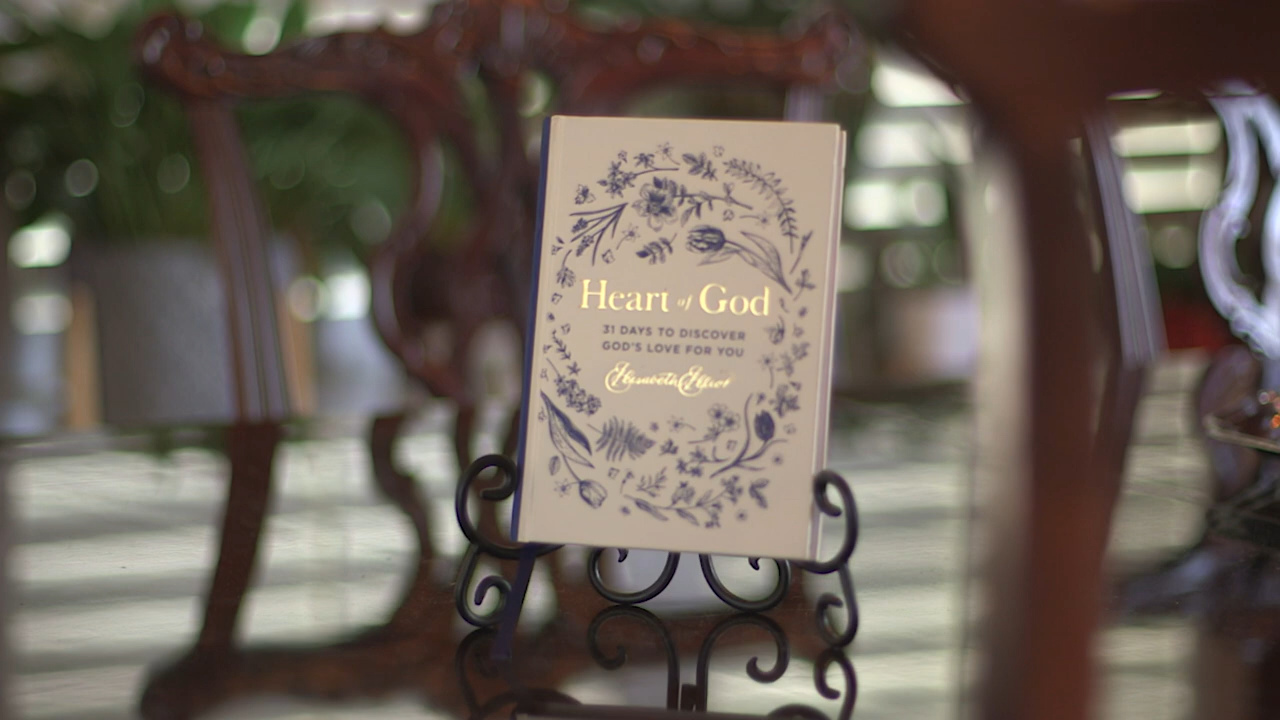 Heart of God
31 DAYS TO DISCOVER
GOD'S LOVE FOR YOU
Elisabeth Elliot